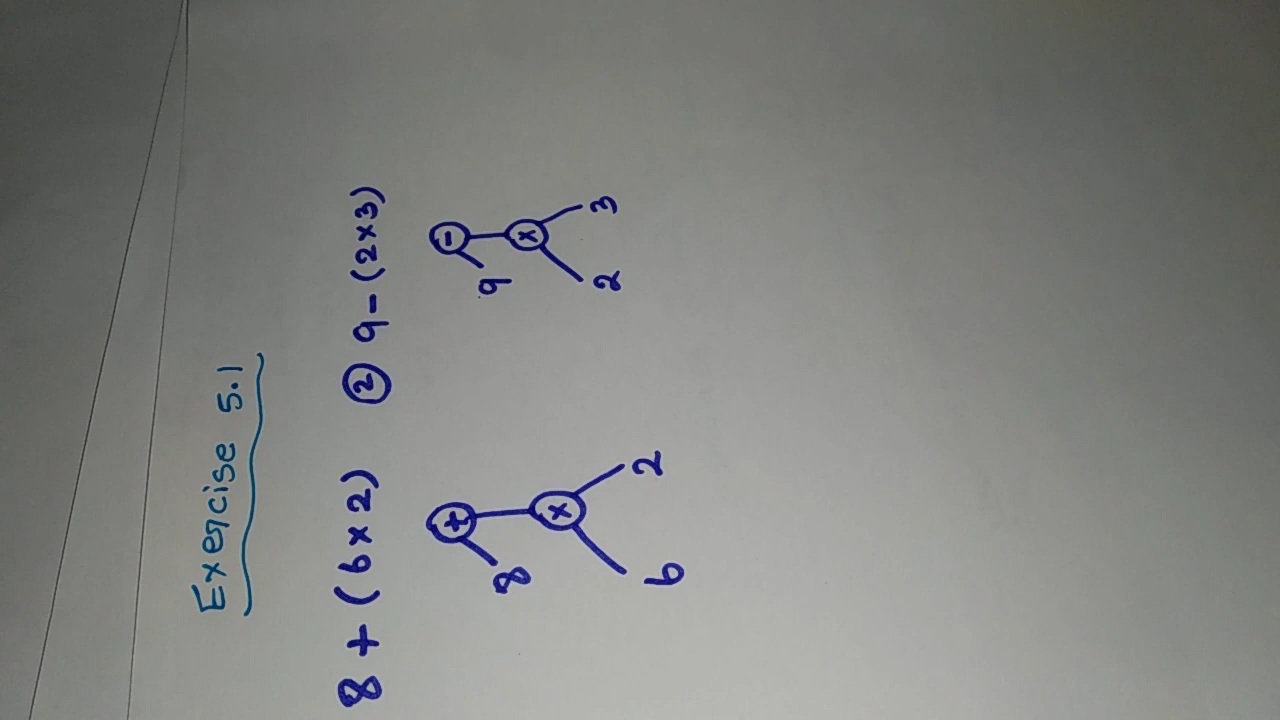 Exercise 5.1
8 + (6 × 2) ② 9 - (2 × 3)
+ -
8 × 9 ×
6 2 2 3